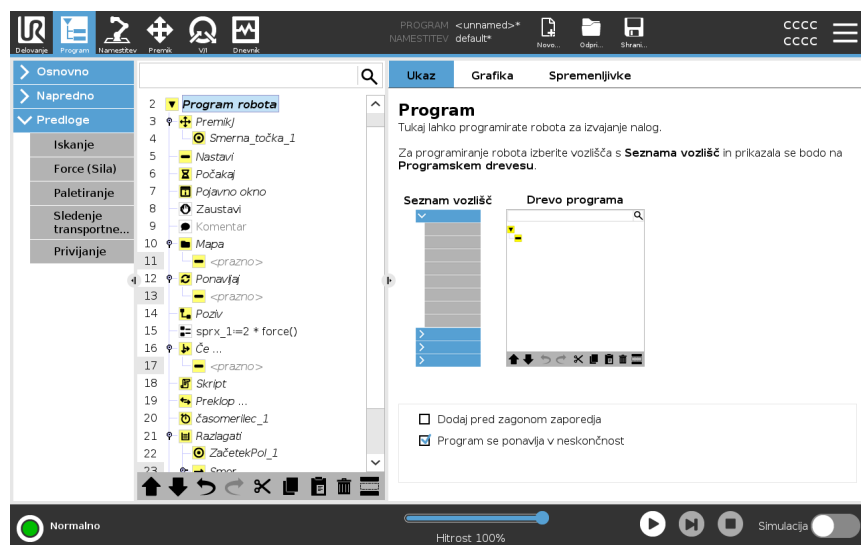 UR
PROGRAM <unnamed>*
NAMESTITEV default*
Delovanje
Program
Namestitev
Premik
V/I
Dnevnik
Novo...
Odpri...
Shrani...
CCCC
CCCC
Osnovno
Napredno
Predloge
Iskanje
Force (Sila)
Paletiranje
Sledenje
transportne...
Privijanje
2 Program robota
3 PremikJ
4 Smerna_točka_1
5 Nastavi
6 Počakaj
7 Pojavno okno
8 Zaustavi
9 Komentar
10 Mapa
11 <prazno>
12 Ponavljaj
13 <prazno>
14 Poziv
15 sprx_1:=2 * force()
16 Če ...
17 <prazno>
18 Skript
19 Preklop ...
20 časomerilec_1
21 Razlagati
22 ZačetekPol_1
23 Smer
Ukaz
Grafika
Spremenljivke
Program
Tukaj lahko programirate robota za izvajanje nalog.
Za programiranje robota izberite vozlišča s Seznama vozlišč in prikazala se bodo na
Programskem drevesu.
Seznam vozlišč
Drevo programa
Dodaj pred zagonom zaporedja
Program se ponavlja v neskončnost
Normalno
Hitrost 100%
Simulacija